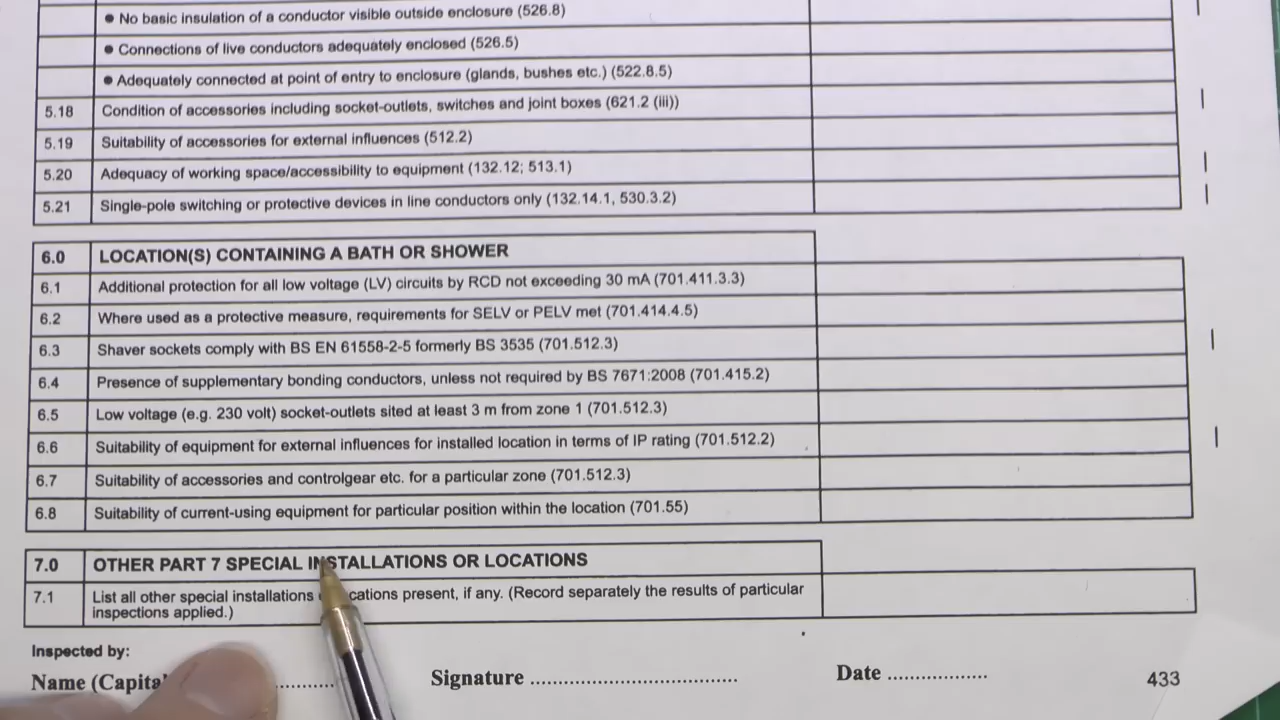 ● No basic insulation of a conductor visible outside enclosure (526.8)
● Connections of live conductors adequately enclosed (526.5)
● Adequately connected at point of entry to enclosure (glands, bushes etc.) (522.8.5)
5.18 Condition of accessories including socket-outlets, switches and joint boxes (621.2 (iii))
5.19 Suitability of accessories for external influences (512.2)
5.20 Adequacy of working space/accessibility to equipment (132.12; 513.1)
5.21 Single-pole switching or protective devices in line conductors only (132.14.1, 530.3.2)
6.0 LOCATION(S) CONTAINING A BATH OR SHOWER
6.1 Additional protection for all low voltage (LV) circuits by RCD not exceeding 30 mA (701.411.3.3)
6.2 Where used as a protective measure, requirements for SELV or PELV met (701.414.4.5)
6.3 Shaver sockets comply with BS EN 61558-2-5 formerly BS 3535 (701.512.3)
6.4 Presence of supplementary bonding conductors, unless not required by BS 7671:2008 (701.415.2)
6.5 Low voltage (e.g. 230 volt) socket-outlets sited at least 3 m from zone 1 (701.512.3)
6.6 Suitability of equipment for external influences for installed location in terms of IP rating (701.512.2)
6.7 Suitability of accessories and controlgear etc. for a particular zone (701.512.3)
6.8 Suitability of current-using equipment for particular position within the location (701.55)
7.0 OTHER PART 7 SPECIAL INSTALLATIONS OR LOCATIONS
7.1 List all other special installations cations present, if any. (Record separately the results of particular
inspections applied.)
Inspected by:
Name (Capita ............ Signature .................................... Date .................. 433